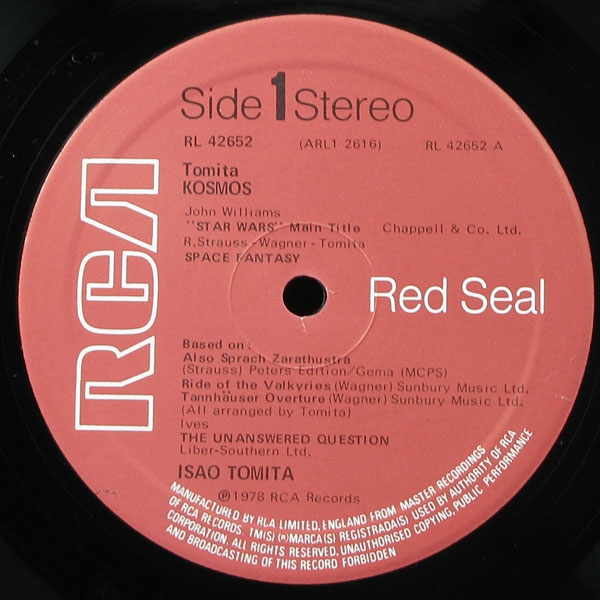 Side 1 Stereo
RL 42652 (ARL1 2616) RL 42652 A
Tomita
KOSMOS
John Williams
"STAR WARS" Main Title Chappell & Co. Ltd.
R.Strauss - Wagner - Tomita
SPACE FANTASY
RCA
Red Seal
Based on:
Also Sprach Zarathustra
(Strauss) Peters Edition/Gema (MCPS)
Ride of the Valkyries (Wagner) Sunbury Music Ltd.
Tannhäuser Overture (Wagner) Sunbury Music Ltd.
(All arranged by Tomita)
Ives
THE UNANSWERED QUESTION
Liber-Southern Ltd.
ISAO TOMITA
℗1978 RCA Records
MANUFACTURED BY RLA LIMITED, ENGLAND FROM MASTER RECORDINGS
OF RCA RECORDS. TM(S) ®MARCA(S) REGISTRADA(S) USED BY AUTHORITY OF RCA
CORPORATION. ALL RIGHTS RESERVED. UNAUTHORISED COPYING, PUBLIC PERFORMANCE
AND BROADCASTING OF THIS RECORD FORBIDDEN